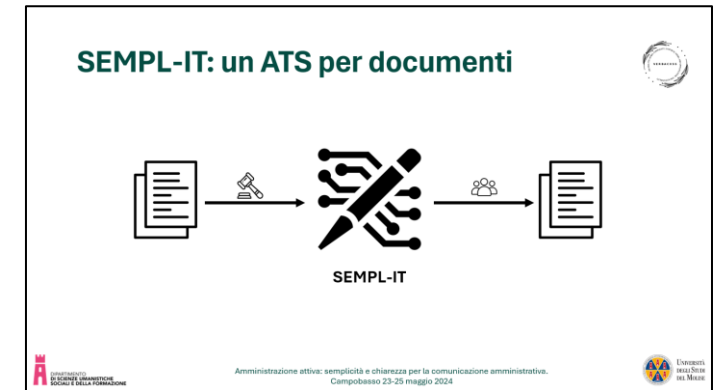 SEMPL-IT: un ATS per documenti
SEMPL-IT
DIPARTIMENTO
DI SCIENZE UMANISTICHE
SOCIALI E DELLA FORMAZIONE
Amministrazione attiva: semplicità e chiarezza per la comunicazione amministrativa.
Campobasso 23-25 maggio 2024
UNIVERSITÀ
DEGLI STUDI
DEL MOLISE